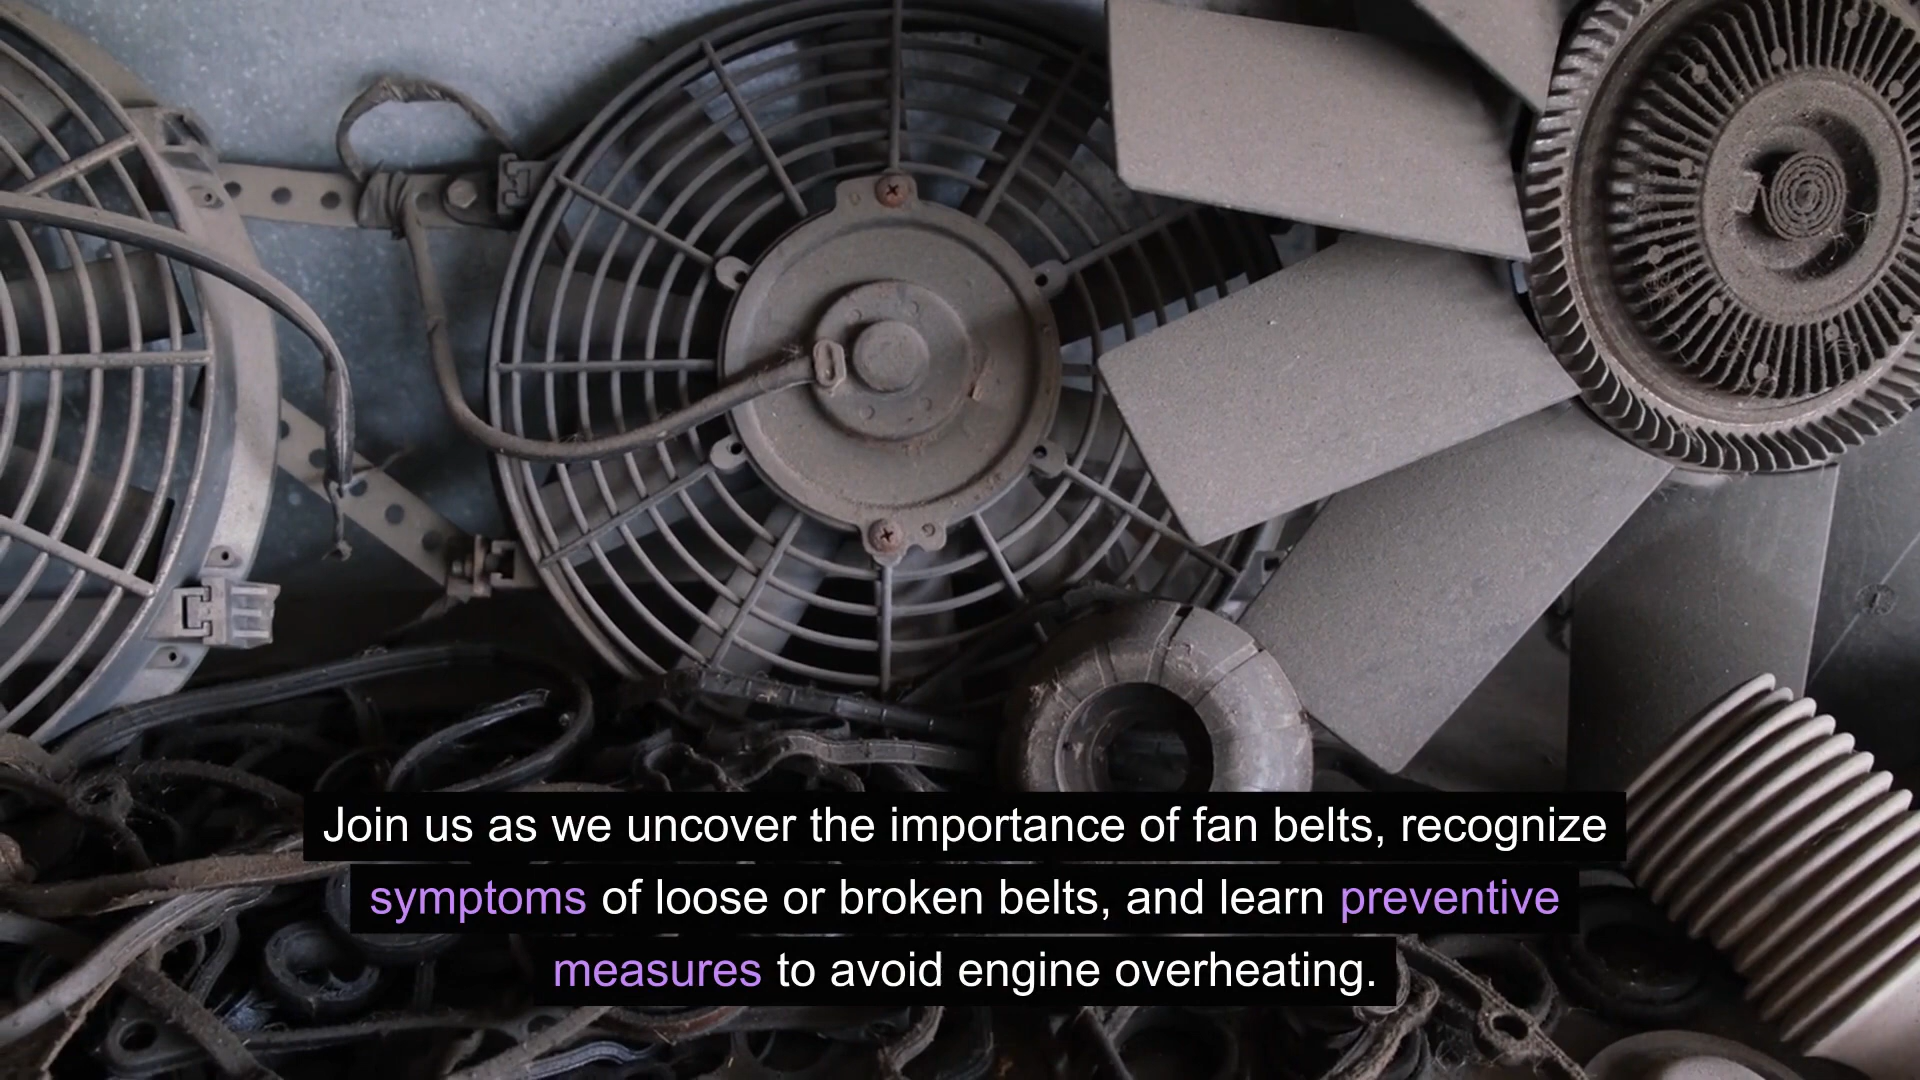 Join us as we uncover the importance of fan belts, recognize
symptoms of loose or broken belts, and learn preventive
measures to avoid engine overheating.